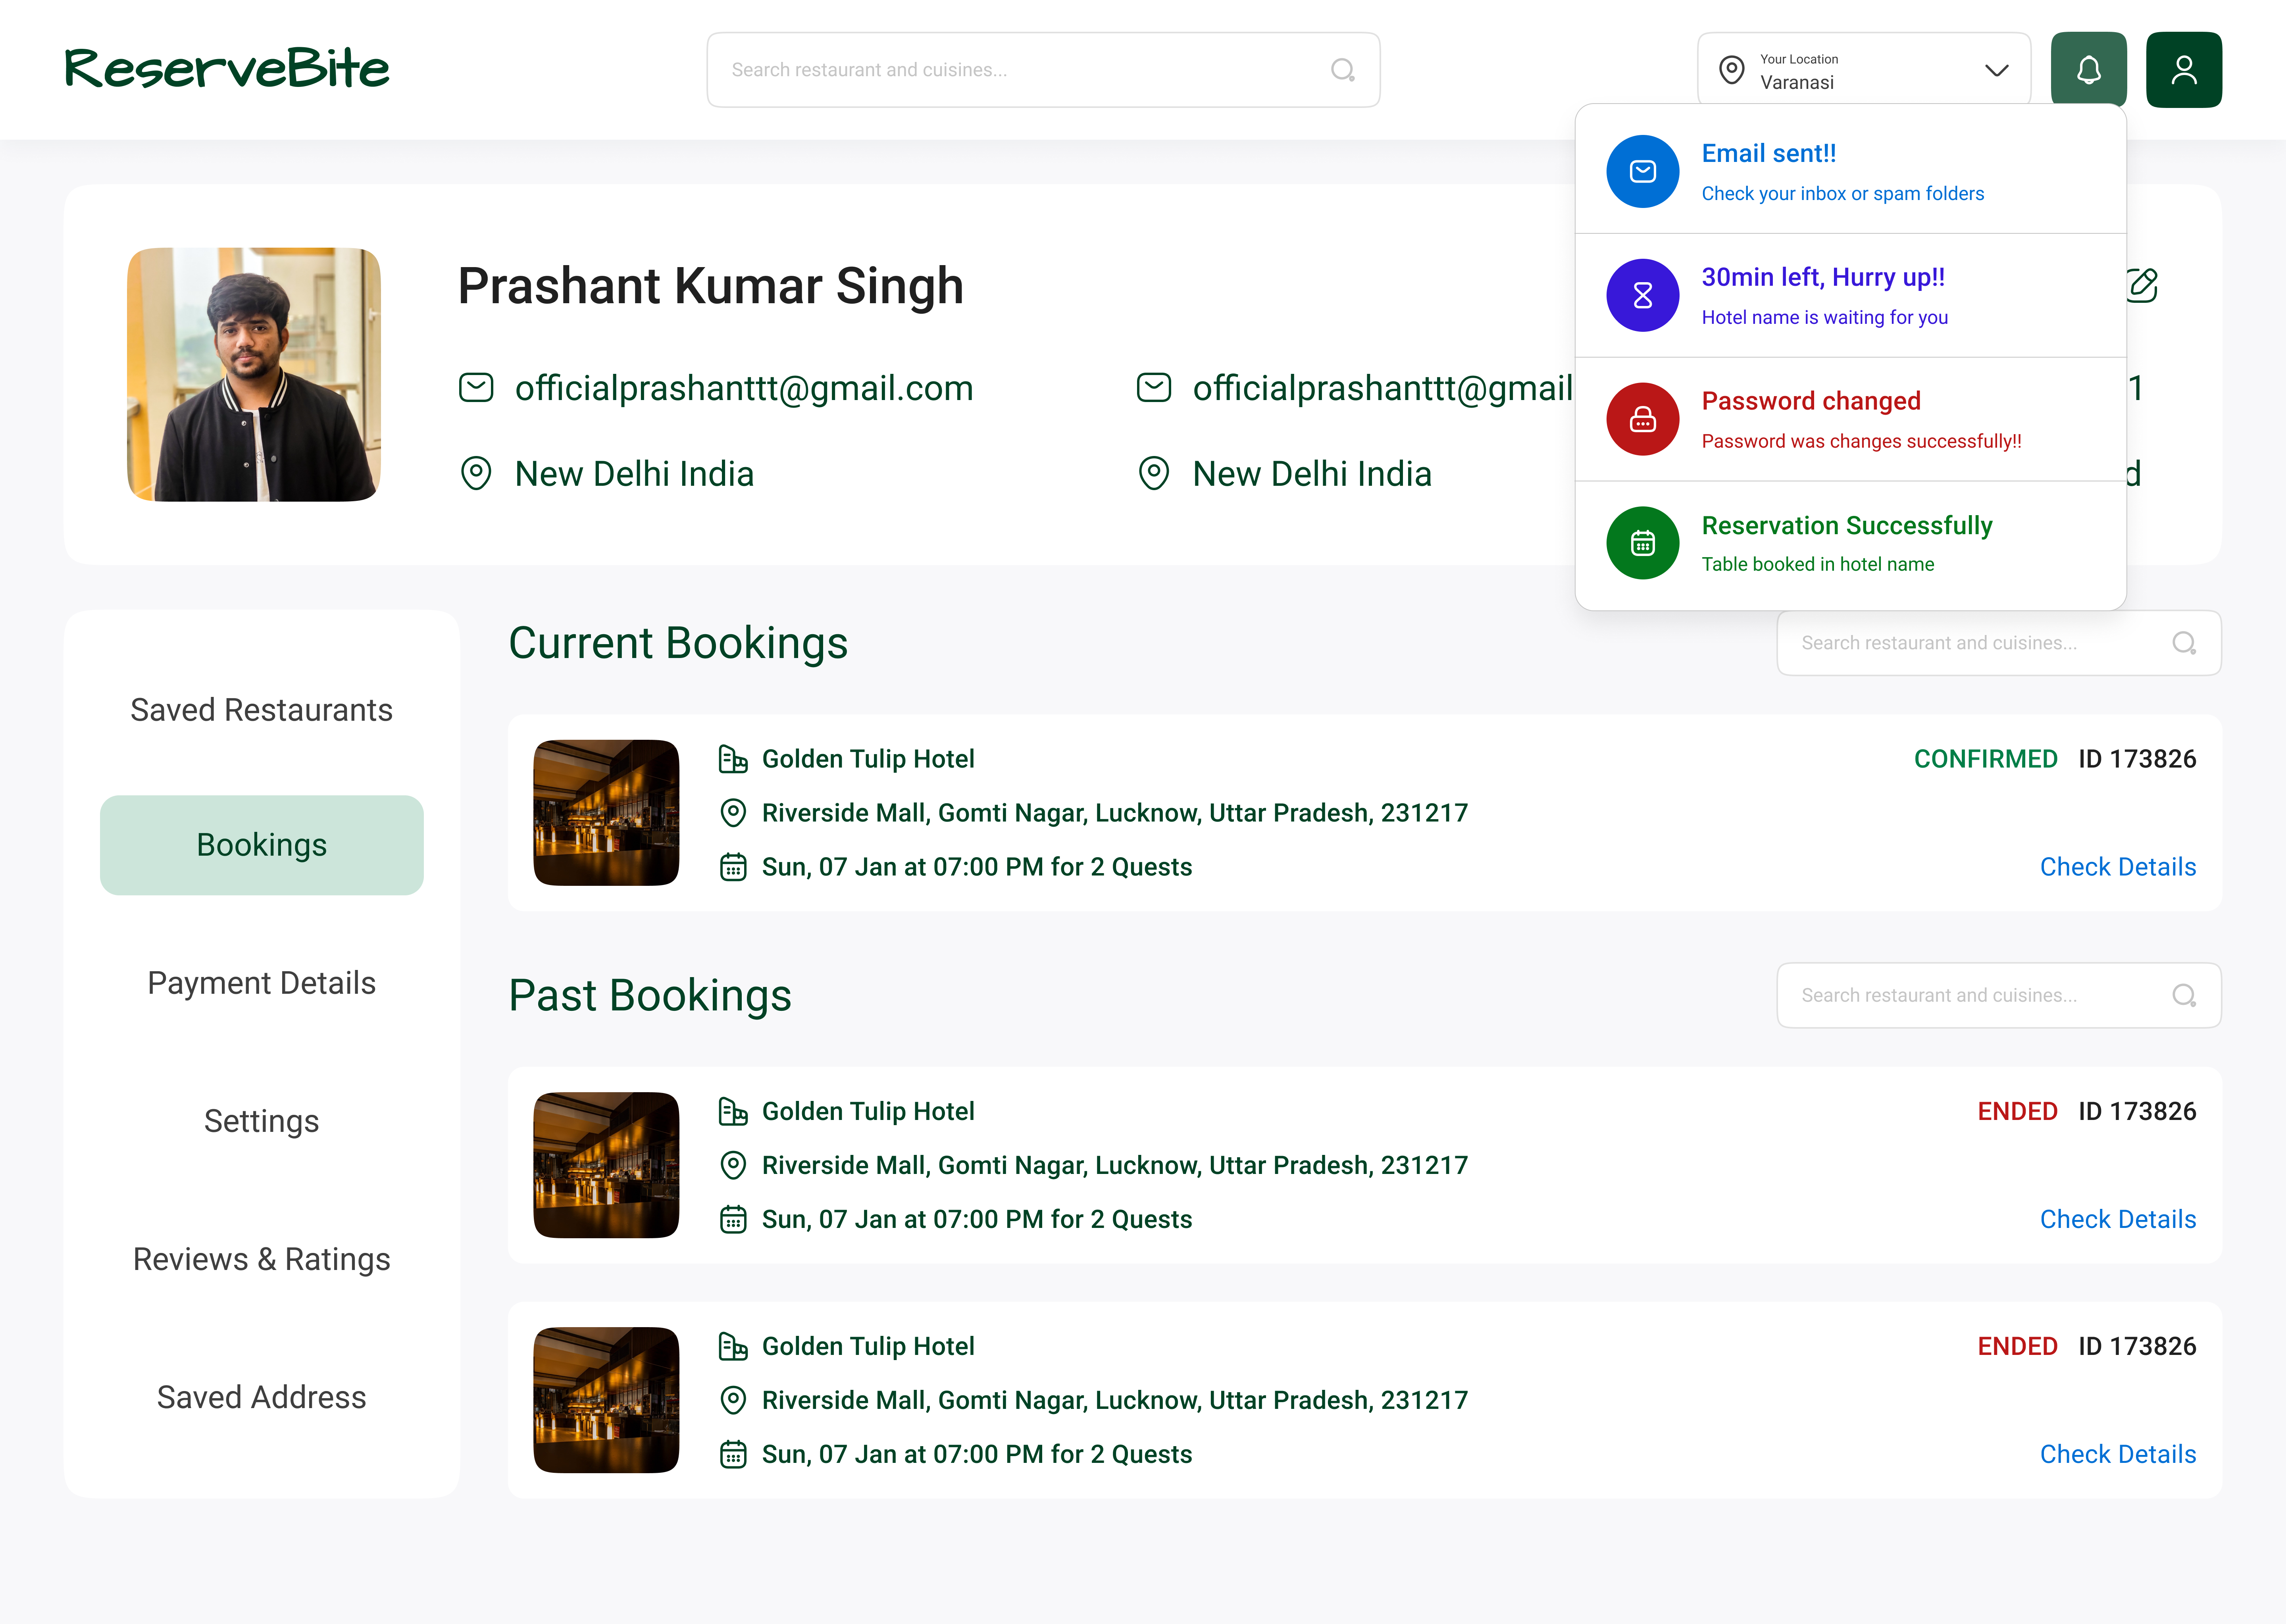 ReserveBite
Search restaurant and cuisines...
Your Location
Varanasi
Email sent!!
Check your inbox or spam folders
30min left, Hurry up!!
Hotel name is waiting for you
Password changed
Password was changes successfully!!
Reservation Successfully
Table booked in hotel name
Prashant Kumar Singh
officialprashanttt@gmail.com
officialprashanttt@gmail
1
New Delhi India
New Delhi India
d
Saved Restaurants
Bookings
Payment Details
Settings
Reviews & Ratings
Saved Address
Current Bookings
Search restaurant and cuisines...
Golden Tulip Hotel
CONFIRMED ID 173826
Riverside Mall, Gomti Nagar, Lucknow, Uttar Pradesh, 231217
Sun, 07 Jan at 07:00 PM for 2 Quests
Check Details
Past Bookings
Search restaurant and cuisines...
Golden Tulip Hotel
ENDED ID 173826
Riverside Mall, Gomti Nagar, Lucknow, Uttar Pradesh, 231217
Sun, 07 Jan at 07:00 PM for 2 Quests
Check Details
Golden Tulip Hotel
ENDED ID 173826
Riverside Mall, Gomti Nagar, Lucknow, Uttar Pradesh, 231217
Sun, 07 Jan at 07:00 PM for 2 Quests
Check Details